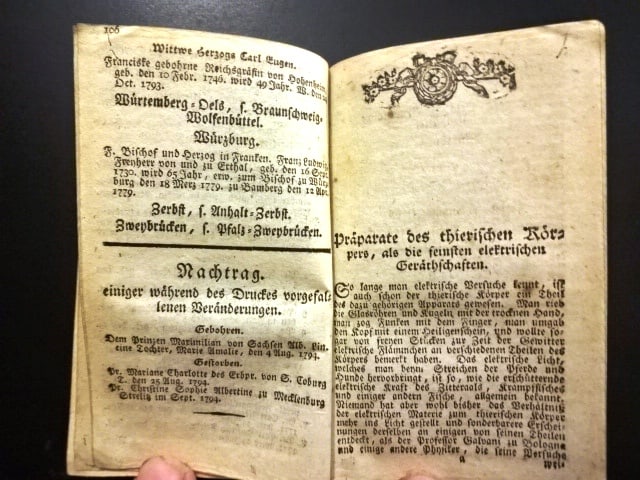 106
Wittwe Herzogs Carl Eugen.
Franciske gebohrne Reichsgräfin von Hohenheim,
geb. den 10 Febr. 1746. wird 49 Jahr. W. den 24
Oct. 1793.
Würtemberg-Oels, s. Braunschweig-
Wolfenbüttel.
Würzburg.
F. Bischof und Herzog in Franken. Franz Ludwig,
Freyherr von und zu Erthal, geb. den 16 Sept.
1730. wird 65 Jahr, erw. zum Bischof zu Würz-
burg den 18 Merz 1779. zu Bamberg den 12 Apr.
1779.
Zerbst, s. Anhalt-Zerbst.
Zweybrücken, s. Pfalz-Zweybrücken.
Nachtrag.
einiger während des Druckes vorgefal-
lenen Veränderungen.
Gebohren.
Dem Prinzen Maximilian von Sachsen Alb. Lin.
eine Tochter, Marie Amalie, den 4 Aug. 1794.
Gestorben.
Pr. Mariane Charlotte des Erbpr. von S. Coburg
T. den 25 Aug. 1794.
Pr. Christine Sophie Albertine zu Mecklenburg
Strelitz im Sept. 1794.
Präparate des thierischen Kör-
pers, als die feinsten elektrischen
Geräthschaften.
So lange man elektrische Versuche kennt, ist
auch schon der thierische Körper ein Theil
des dazu gehörigen Apparats gewesen. Man rieb
die Glasröhren und Kugeln mit der trocknen Hand,
man zog Funken mit dem Finger, man umgab
den Kopf mit einem Heiligenschein, und wollte so-
gar von freyen Stücken zur Zeit der Gewitter
elektrische Flämmchen an verschiedenen Theilen des
Körpers bemerkt haben. Das elektrische Licht,
welches man beym Streichen der Pferde und
Hunde hervorbringt, ist so, wie die erschütternde
elektrische Kraft des Zitteraals, Krampffisches
und einiger andern Fische, allgemein bekannt.
Niemand hat aber wohl bisher das Verhältniß
der elektrischen Materie zum thierischen Körper
mehr ins Licht gestellt und sonderbarere Erschei-
nungen derselben an einigen von seinen Theilen
entdeckt, als der Professor Galvani zu Bologna
und einige andre Physiker, die seine Versuche
a wei-